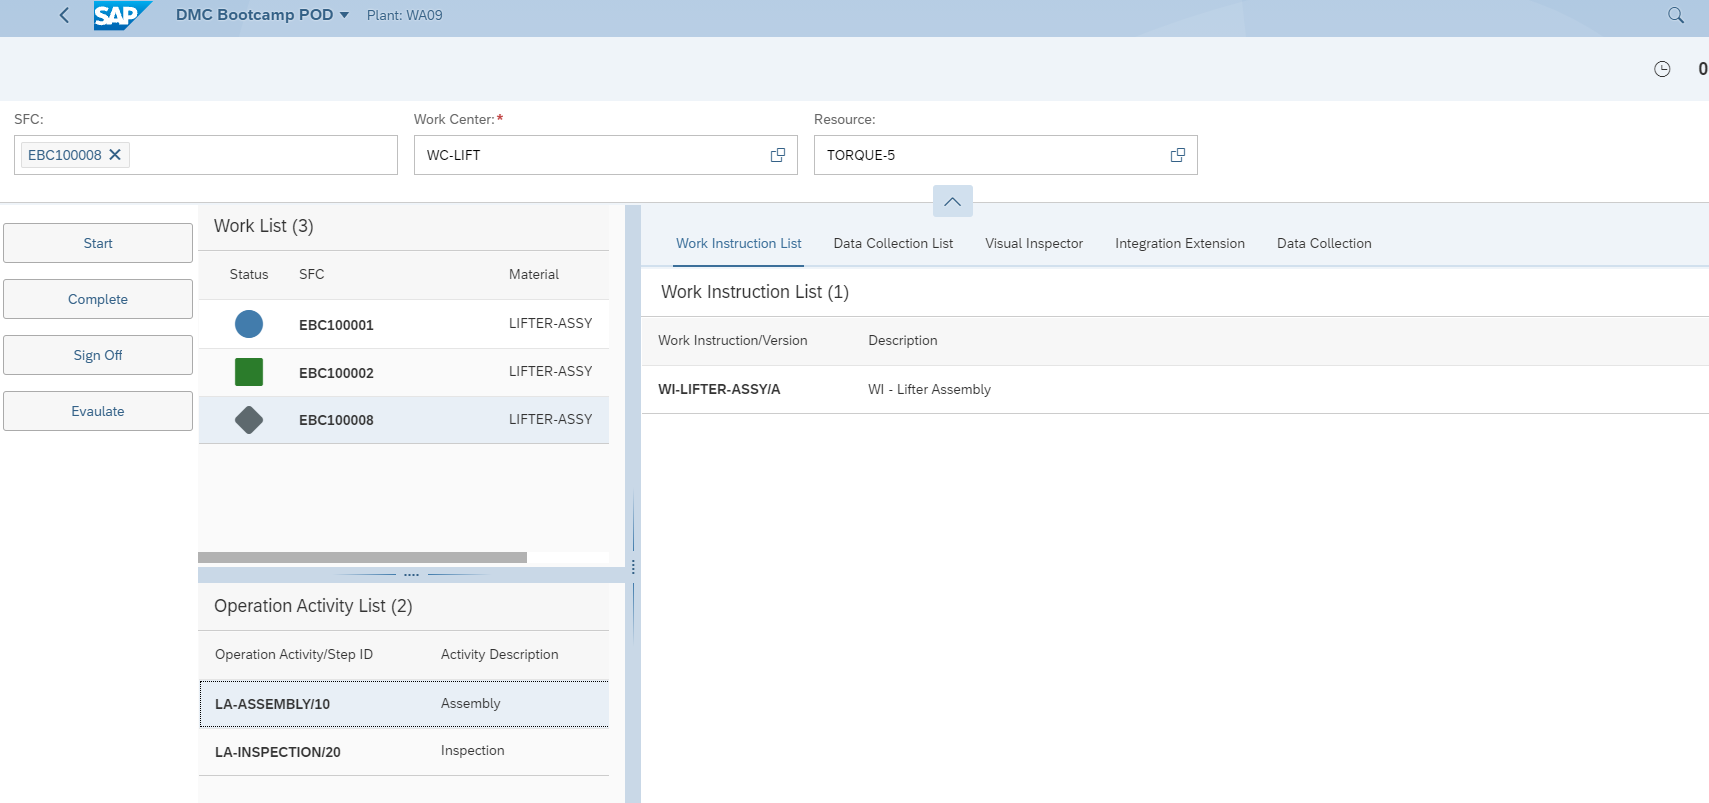 SAP DMC Bootcamp POD Plant: WA09
0
SFC: Work Center:* Resource:
EBC100008 WC-LIFT TORQUE-5
Start
Complete
Sign Off
Evaulate
Work List (3)
Status SFC Material
EBC100001 LIFTER-ASSY
EBC100002 LIFTER-ASSY
EBC100008 LIFTER-ASSY
Operation Activity List (2)
Operation Activity/Step ID Activity Description
LA-ASSEMBLY/10 Assembly
LA-INSPECTION/20 Inspection
Work Instruction List Data Collection List Visual Inspector Integration Extension Data Collection
Work Instruction List (1)
Work Instruction/Version Description
WI-LIFTER-ASSY/A WI - Lifter Assembly